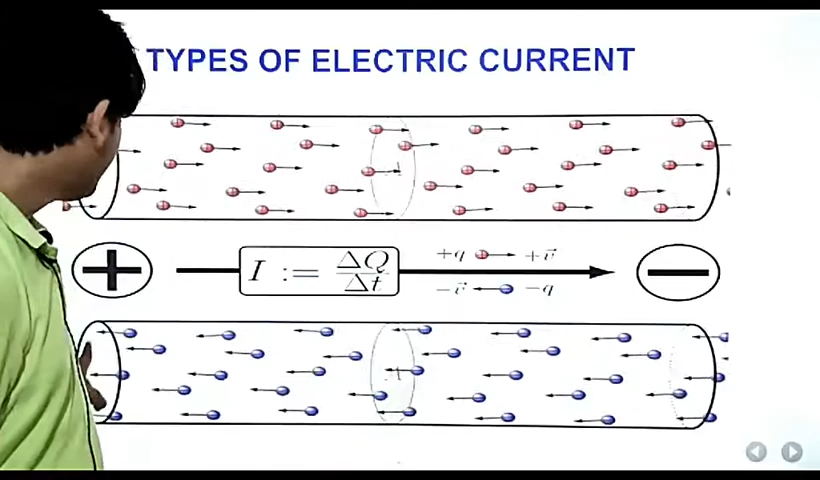 TYPES OF ELECTRIC CURRENT
I := ΔQ/Δt
+q +v⃗
−v⃗ −q
A
A